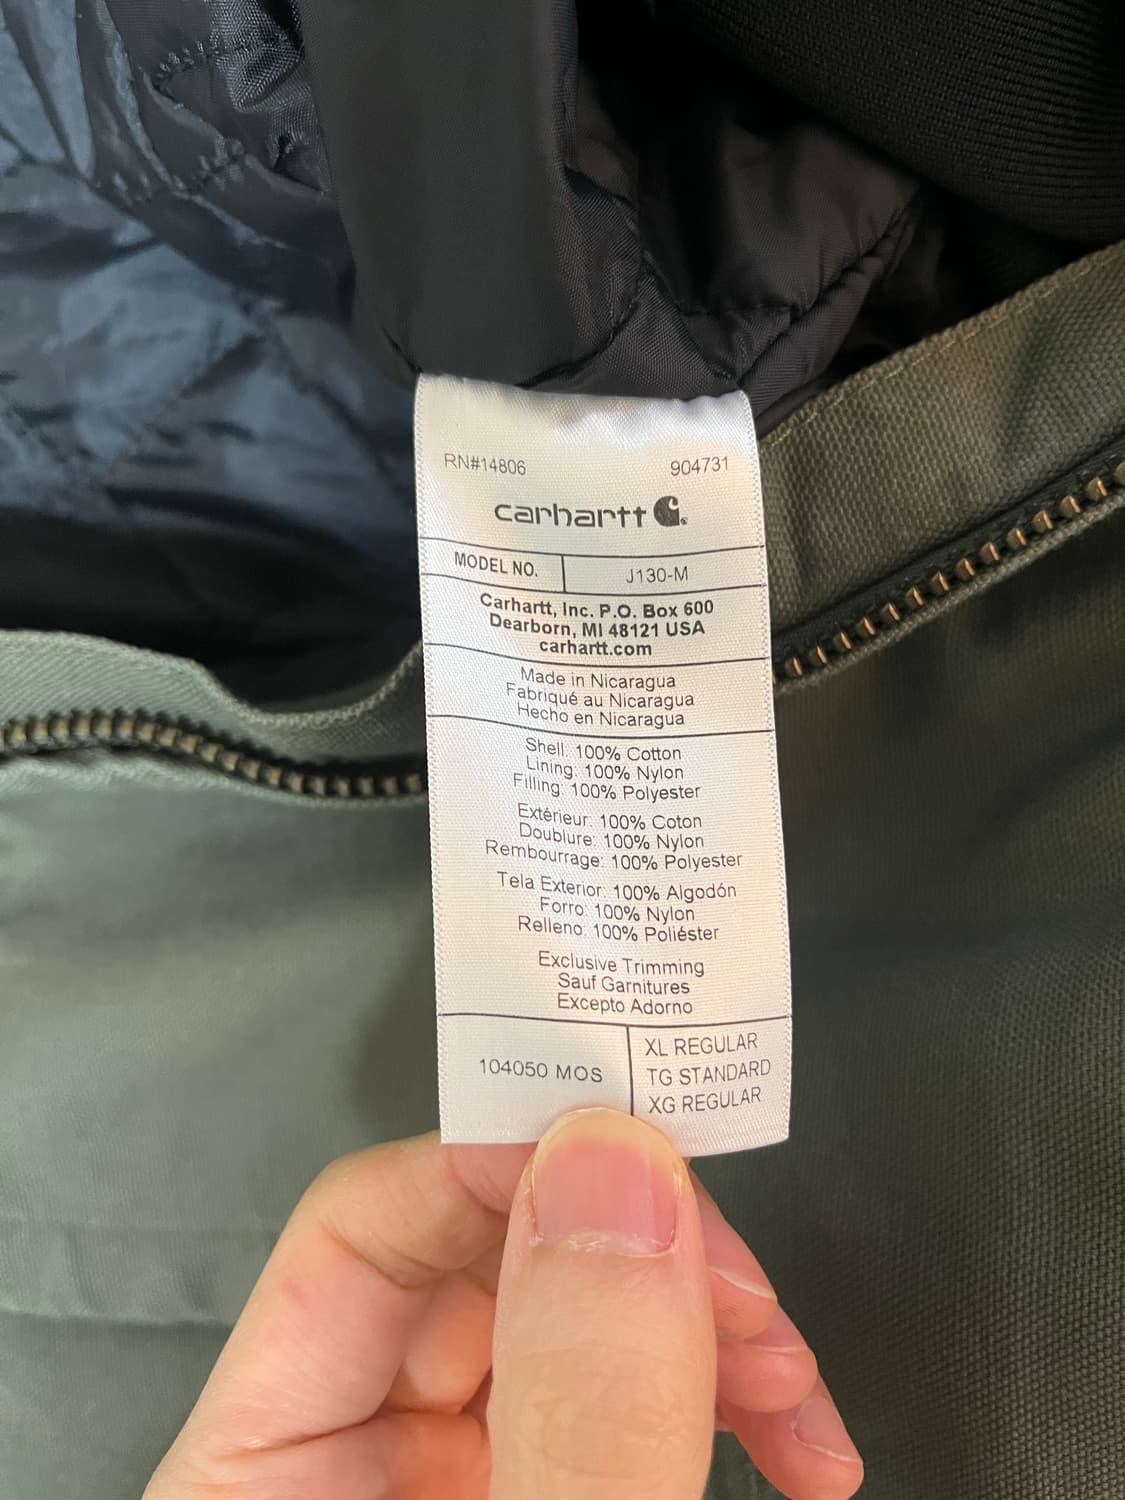 RN#14806 904731
carhartt
MODEL NO. J130-M
Carhartt, Inc. P.O. Box 600
Dearborn, MI 48121 USA
carhartt.com
Made in Nicaragua
Fabriqué au Nicaragua
Hecho en Nicaragua
Shell: 100% Cotton
Lining: 100% Nylon
Filling: 100% Polyester
Extérieur: 100% Coton
Doublure: 100% Nylon
Rembourrage: 100% Polyester
Tela Exterior: 100% Algodón
Forro: 100% Nylon
Relleno: 100% Poliéster
Exclusive Trimming
Sauf Garnitures
Excepto Adorno
104050 MOS
XL REGULAR
TG STANDARD
XG REGULAR